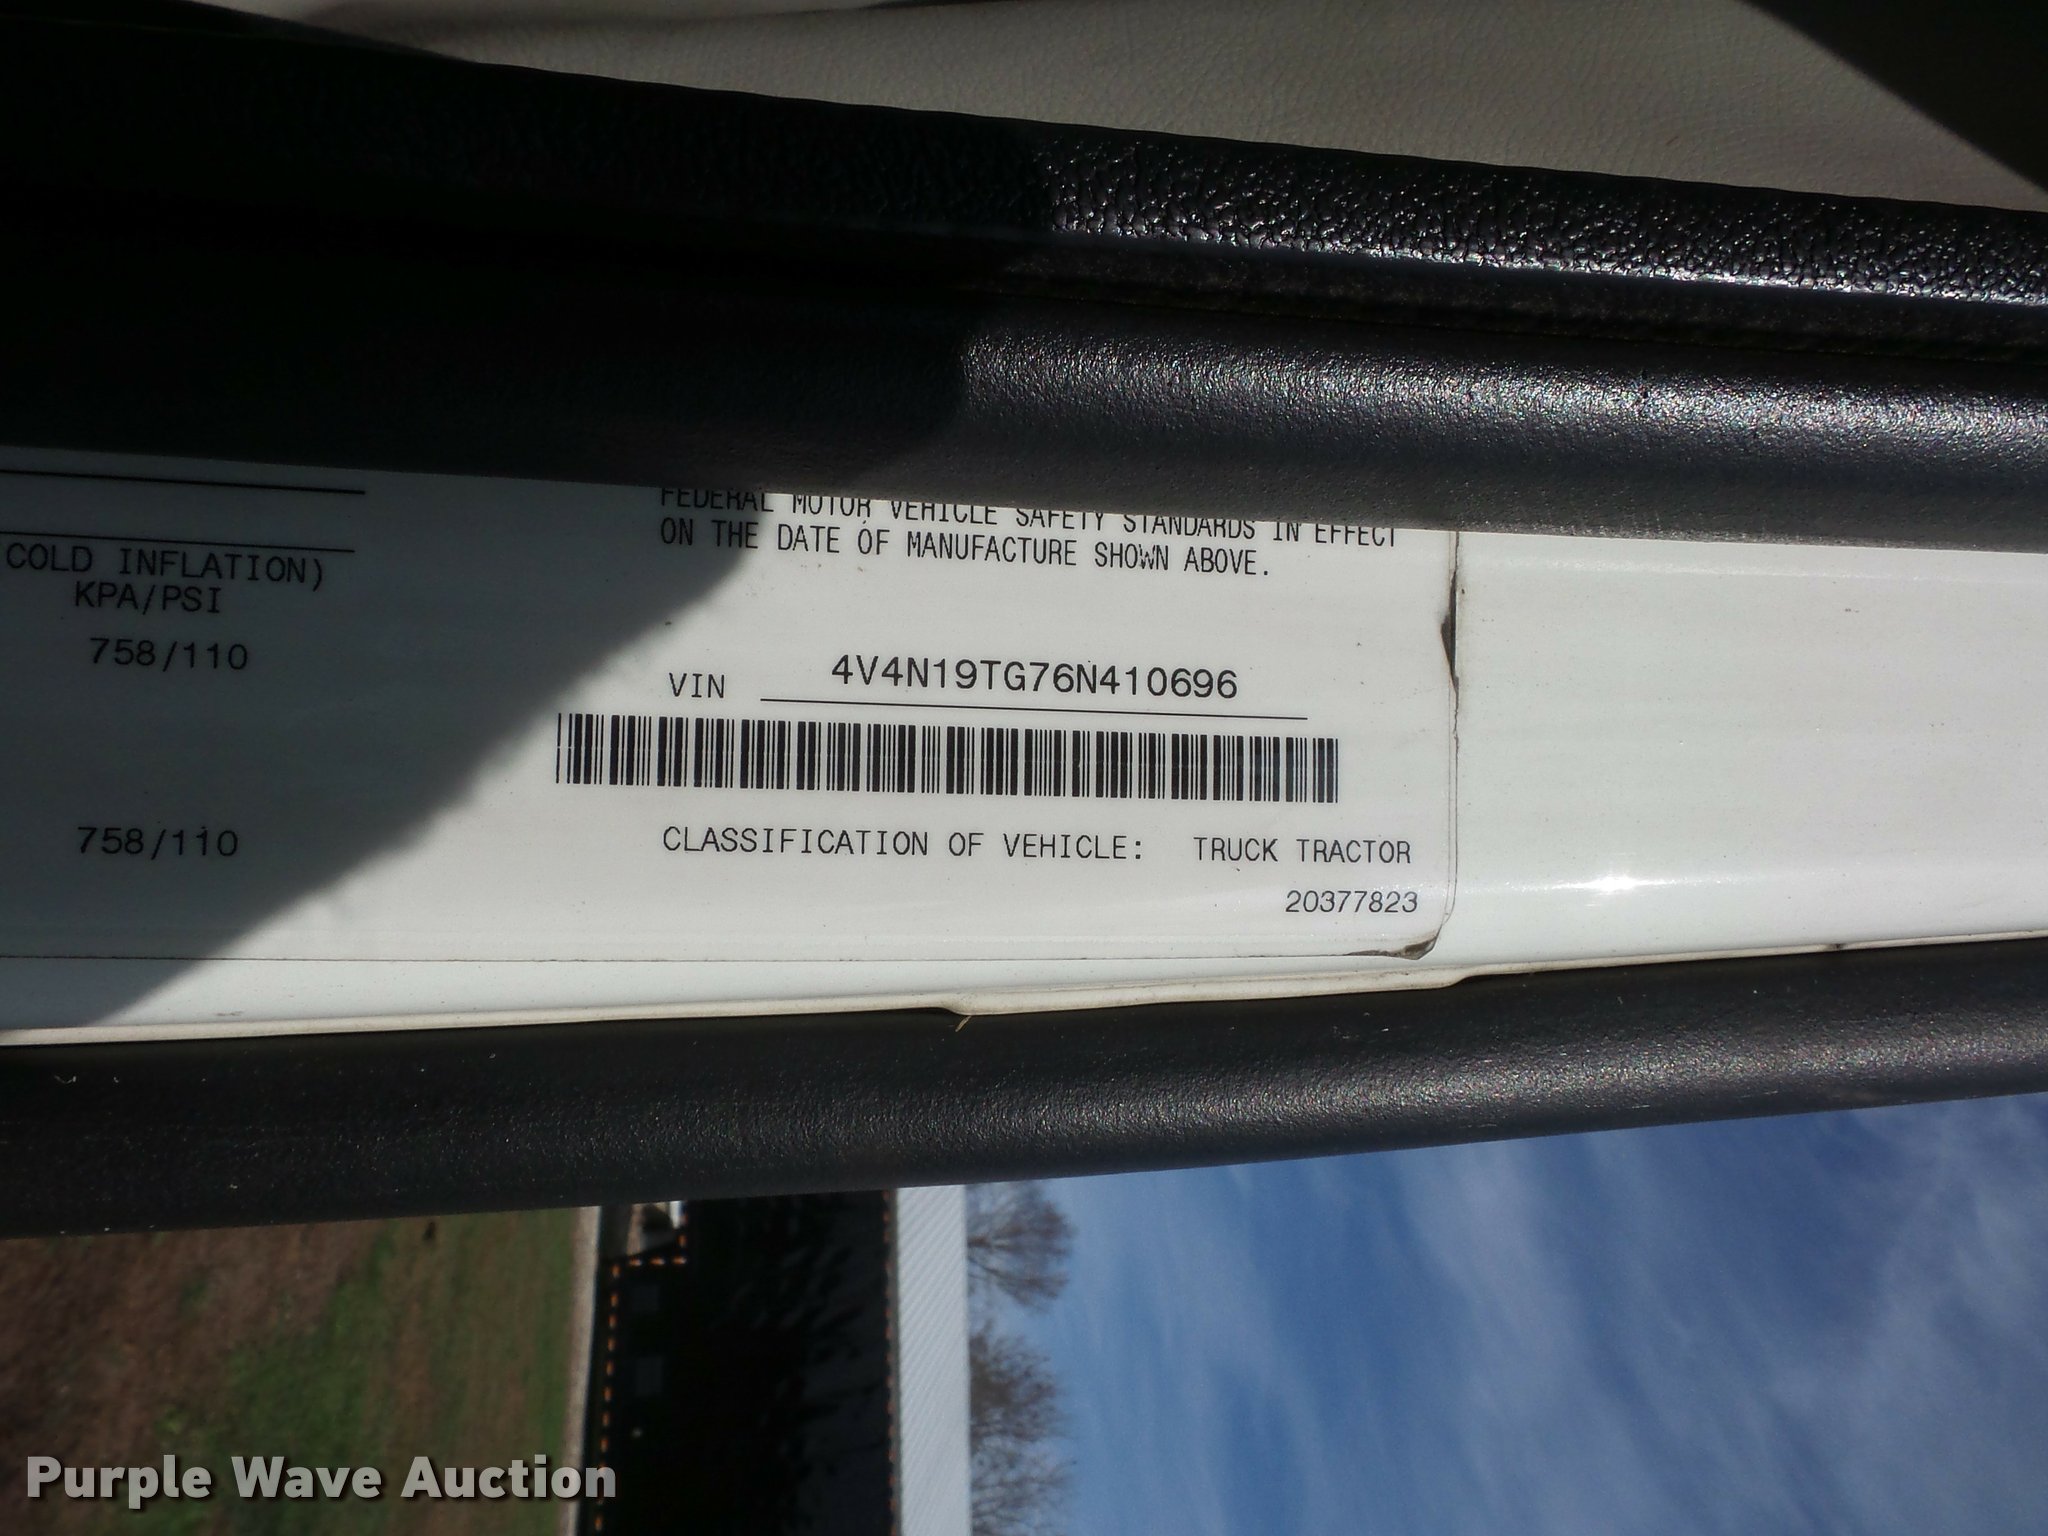 FEDERAL MOTOR VEHICLE SAFETY STANDARDS IN EFFECT
ON THE DATE OF MANUFACTURE SHOWN ABOVE.
(COLD INFLATION)
KPA/PSI
758/110
VIN 4V4N19TG76N410696
758/110
CLASSIFICATION OF VEHICLE: TRUCK TRACTOR
20377823
Purple Wave Auction